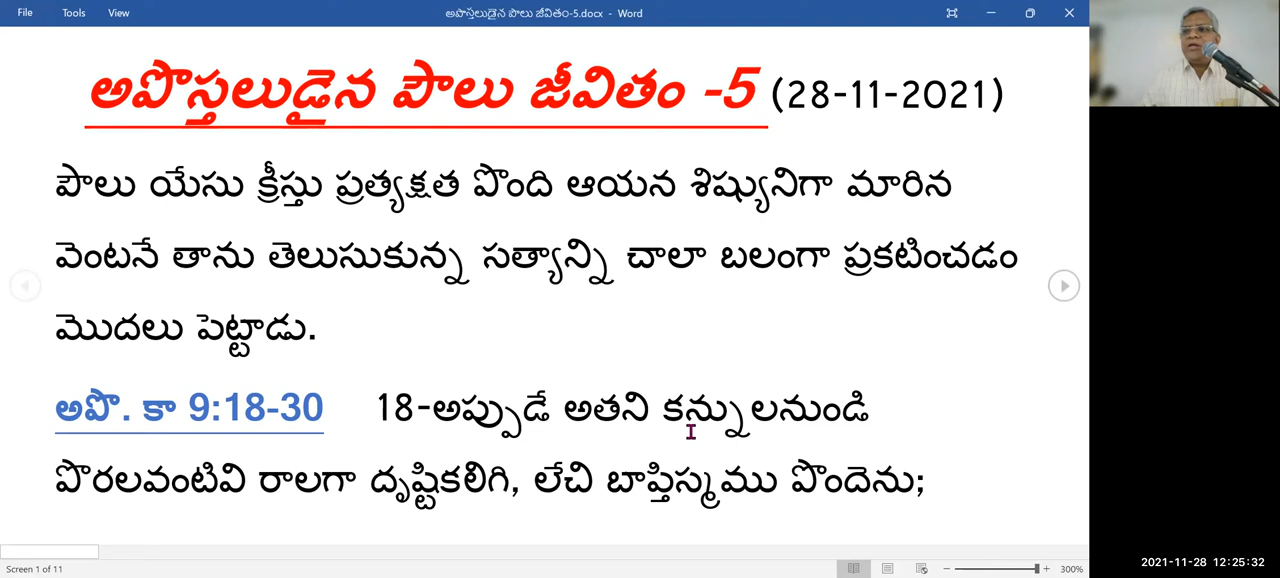 File Tools View అపొస్తలుడైన పౌలు జీవితం-5.docx - Word
అపొస్తలుడైన పౌలు జీవితం -5 (28-11-2021)
పౌలు యేసు క్రీస్తు ప్రత్యక్షత పొంది ఆయన శిష్యునిగా మారిన
వెంటనే తాను తెలుసుకున్న సత్యాన్ని చాలా బలంగా ప్రకటించడం
మొదలు పెట్టాడు.
అపొ. కా 9:18-30 18-అప్పుడే అతని కన్నులనుండి
పొరలవంటివి రాలగా దృష్టికలిగి, లేచి బాప్తిస్మము పొందెను;
2021-11-28 12:25:32
Screen 1 of 11 300%